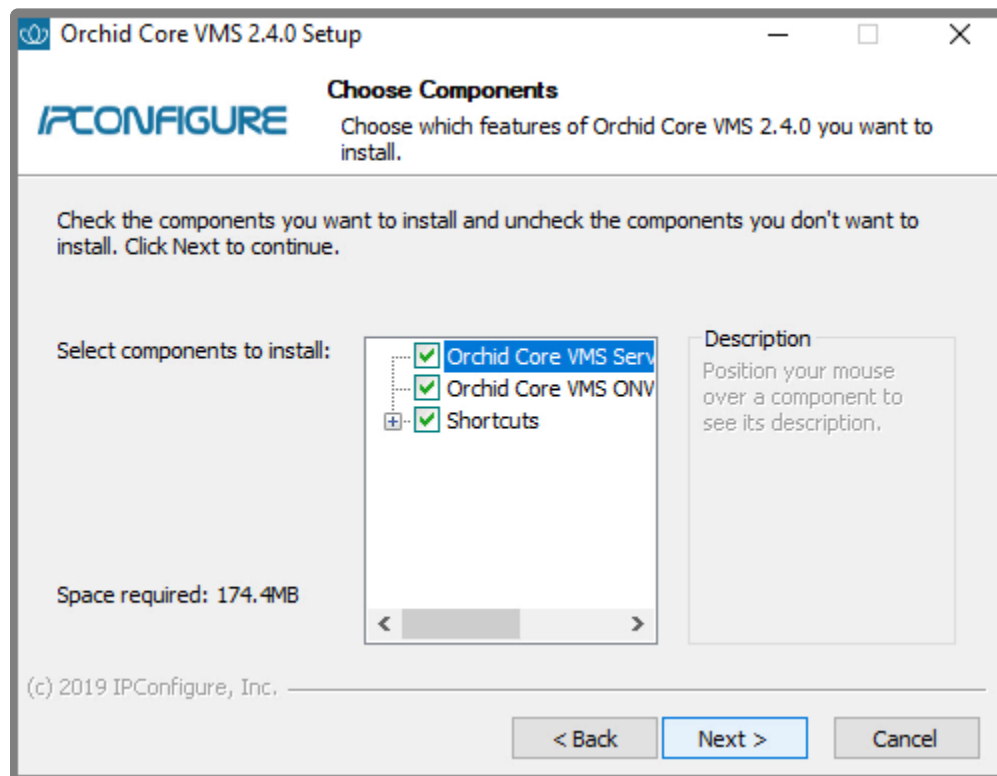 Orchid Core VMS 2.4.0 Setup
IPCONFIGURE
Choose Components
Choose which features of Orchid Core VMS 2.4.0 you want to
install.
Check the components you want to install and uncheck the components you don't want to
install. Click Next to continue.
Select components to install:
Orchid Core VMS Serv
Orchid Core VMS ONV
Shortcuts
Description
Position your mouse
over a component to
see its description.
Space required: 174.4MB
(c) 2019 IPConfigure, Inc.
< Back
Next >
Cancel